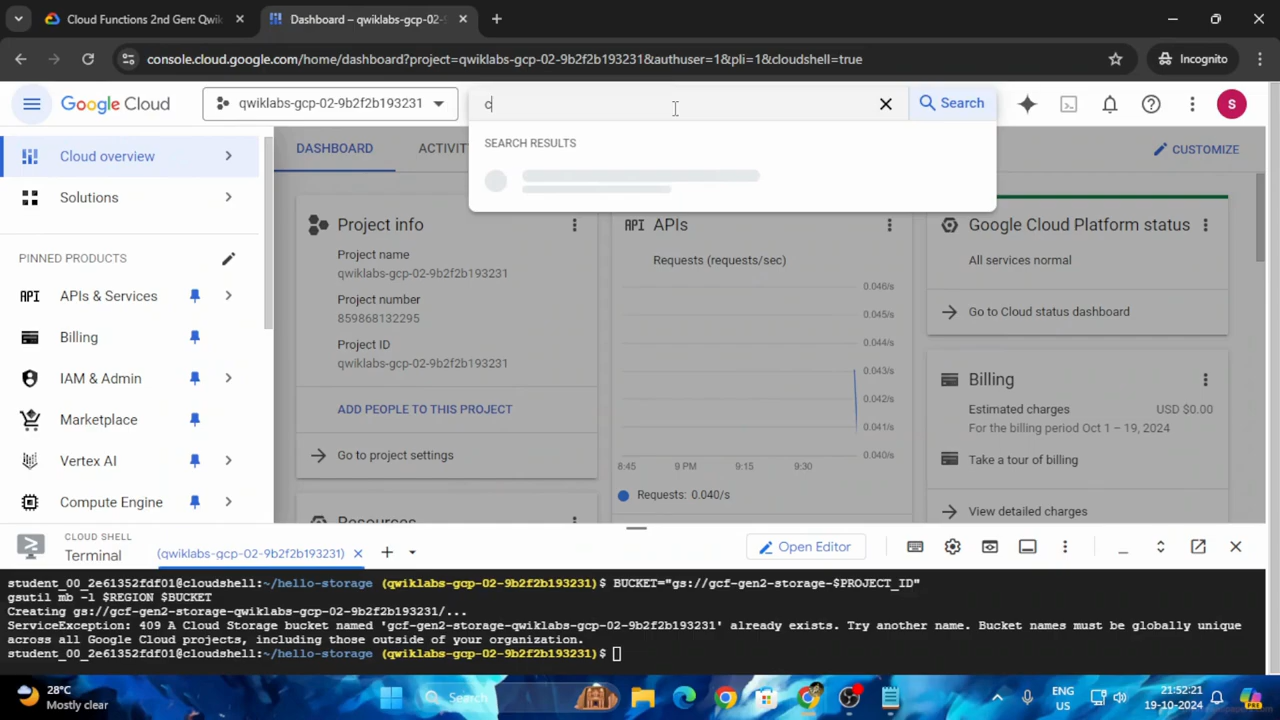 Cloud Functions 2nd Gen: Qwi
Dashboard – qwiklabs-gcp-02-
console.cloud.google.com/home/dashboard?project=qwiklabs-gcp-02-9b2f2b193231&authuser=1&pli=1&cloudshell=true
Incognito
Google Cloud
qwiklabs-gcp-02-9b2f2b193231
c
Search
S
SEARCH RESULTS
Cloud overview
Solutions
PINNED PRODUCTS
API APIs & Services
Billing
IAM & Admin
Marketplace
Vertex AI
Compute Engine
DASHBOARD
ACTIVIT
CUSTOMIZE
Project info
Project name
qwiklabs-gcp-02-9b2f2b193231
Project number
859868132295
Project ID
qwiklabs-gcp-02-9b2f2b193231
ADD PEOPLE TO THIS PROJECT
Go to project settings
Resources
API APIs
Requests (requests/sec)
0.046/s
0.045/s
0.044/s
0.043/s
0.042/s
0.041/s
0.040/s
8:45 9 PM 9:15 9:30
Requests: 0.040/s
Google Cloud Platform status
All services normal
Go to Cloud status dashboard
Billing
Estimated charges USD $0.00
For the billing period Oct 1 – 19, 2024
Take a tour of billing
View detailed charges
CLOUD SHELL
Terminal
(qwiklabs-gcp-02-9b2f2b193231)
Open Editor
student_00_2e61352fdf01@cloudshell:~/hello-storage (qwiklabs-gcp-02-9b2f2b193231)$ BUCKET="gs://gcf-gen2-storage-$PROJECT_ID"
gsutil mb -l $REGION $BUCKET
Creating gs://gcf-gen2-storage-qwiklabs-gcp-02-9b2f2b193231/...
ServiceException: 409 A Cloud Storage bucket named 'gcf-gen2-storage-qwiklabs-gcp-02-9b2f2b193231' already exists. Try another name. Bucket names must be globally unique
across all Google Cloud projects, including those outside of your organization.
student_00_2e61352fdf01@cloudshell:~/hello-storage (qwiklabs-gcp-02-9b2f2b193231)$
28°C
Mostly clear
Search
ENG
US
21:52:21
19-10-2024
PRE